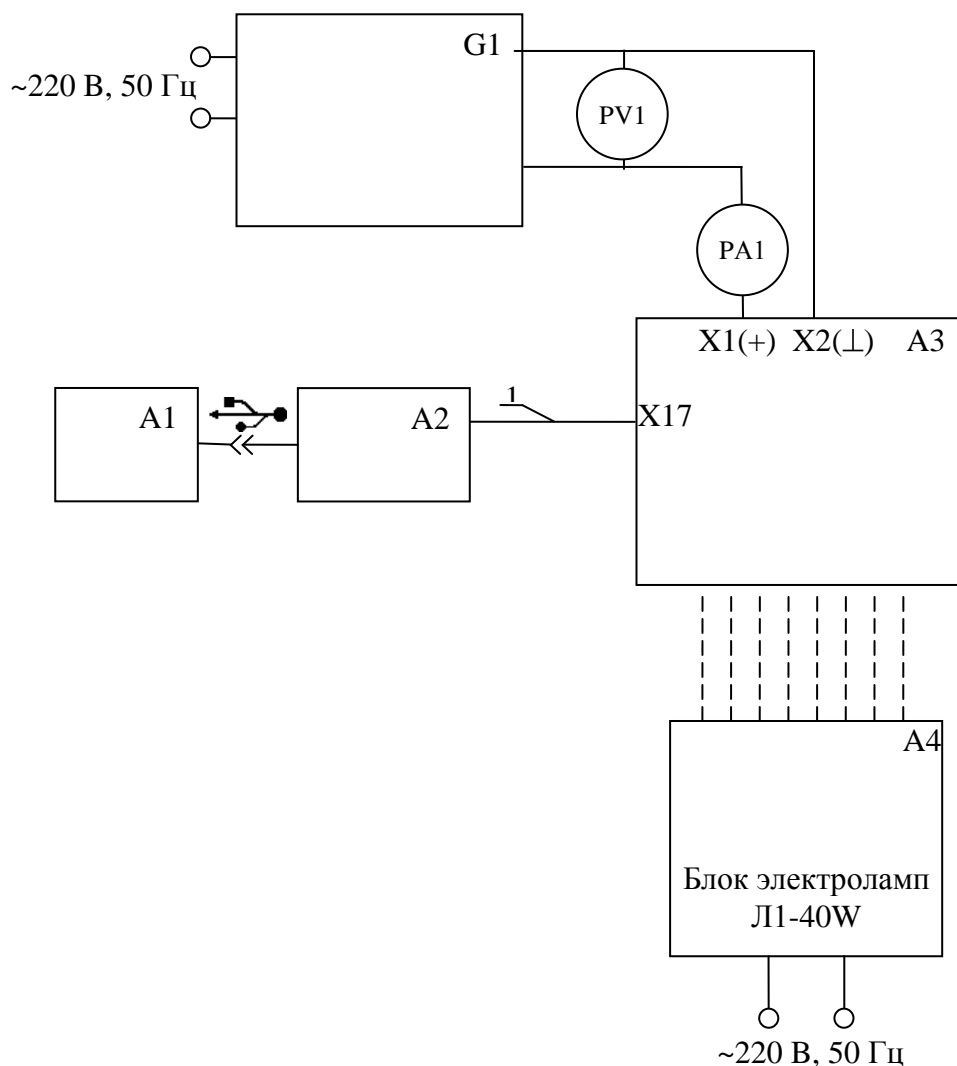 G1
~220 В, 50 Гц
PV1
PA1
X1(+) X2(⊥) A3
A1
A2
1
X17
A4
Блок электроламп
Л1-40W
~220 В, 50 Гц